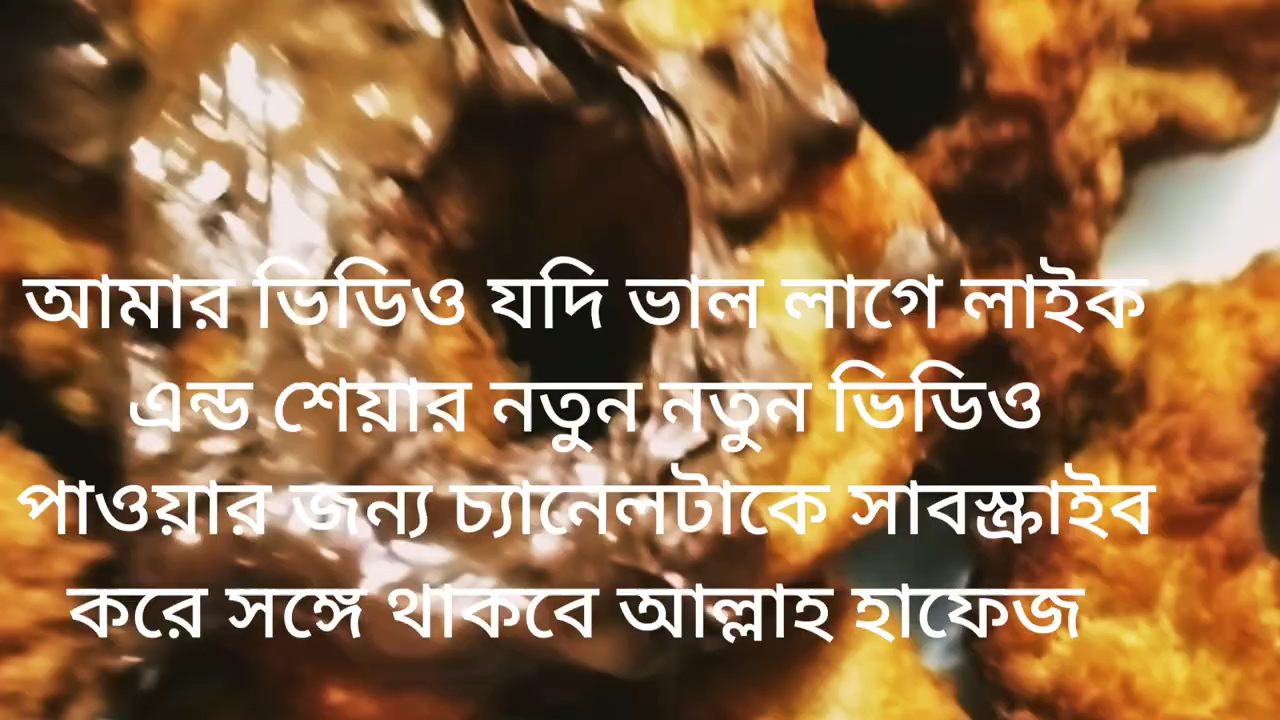 আমার ভিডিও যদি ভাল লাগে লাইক
এন্ড শেয়ার নতুন নতুন ভিডিও
পাওয়ার জন্য চ্যানেলটাকে সাবস্ক্রাইব
করে সঙ্গে থাকবে আল্লাহ হাফেজ